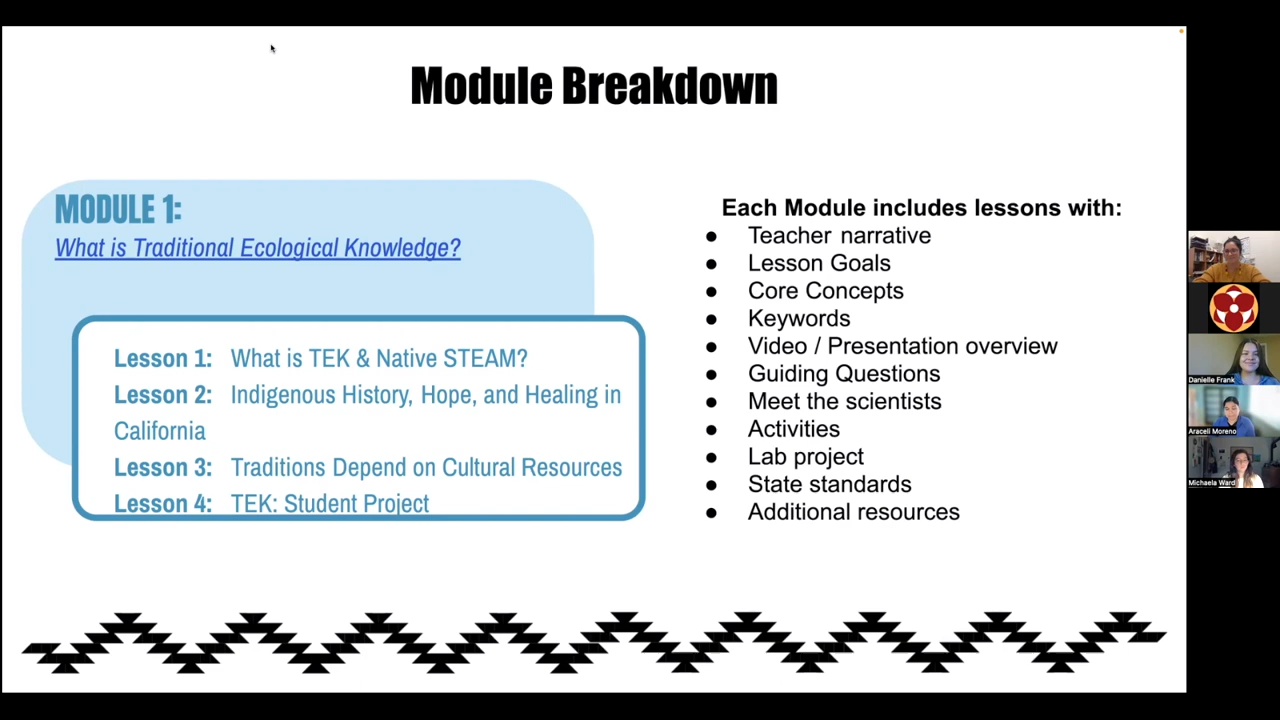 Module Breakdown
MODULE 1:
What is Traditional Ecological Knowledge?
Lesson 1: What is TEK & Native STEAM?
Lesson 2: Indigenous History, Hope, and Healing in
California
Lesson 3: Traditions Depend on Cultural Resources
Lesson 4: TEK: Student Project
Each Module includes lessons with:
● Teacher narrative
● Lesson Goals
● Core Concepts
● Keywords
● Video / Presentation overview
● Guiding Questions
● Meet the scientists
● Activities
● Lab project
● State standards
● Additional resources
Danielle Frank
Araceli Moreno
Michaela Ward